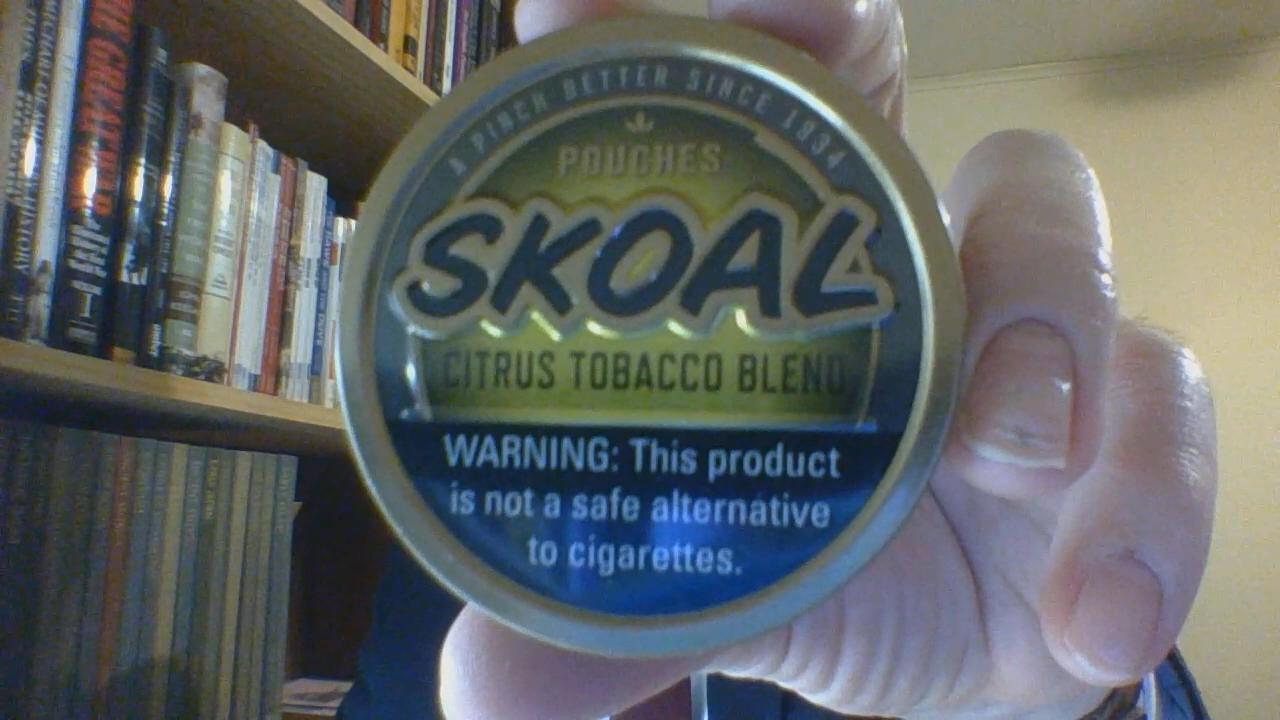 A PINCH BETTER SINCE 1934
POUCHES
SKOAL
CITRUS TOBACCO BLEND
WARNING: This product
is not a safe alternative
to cigarettes.